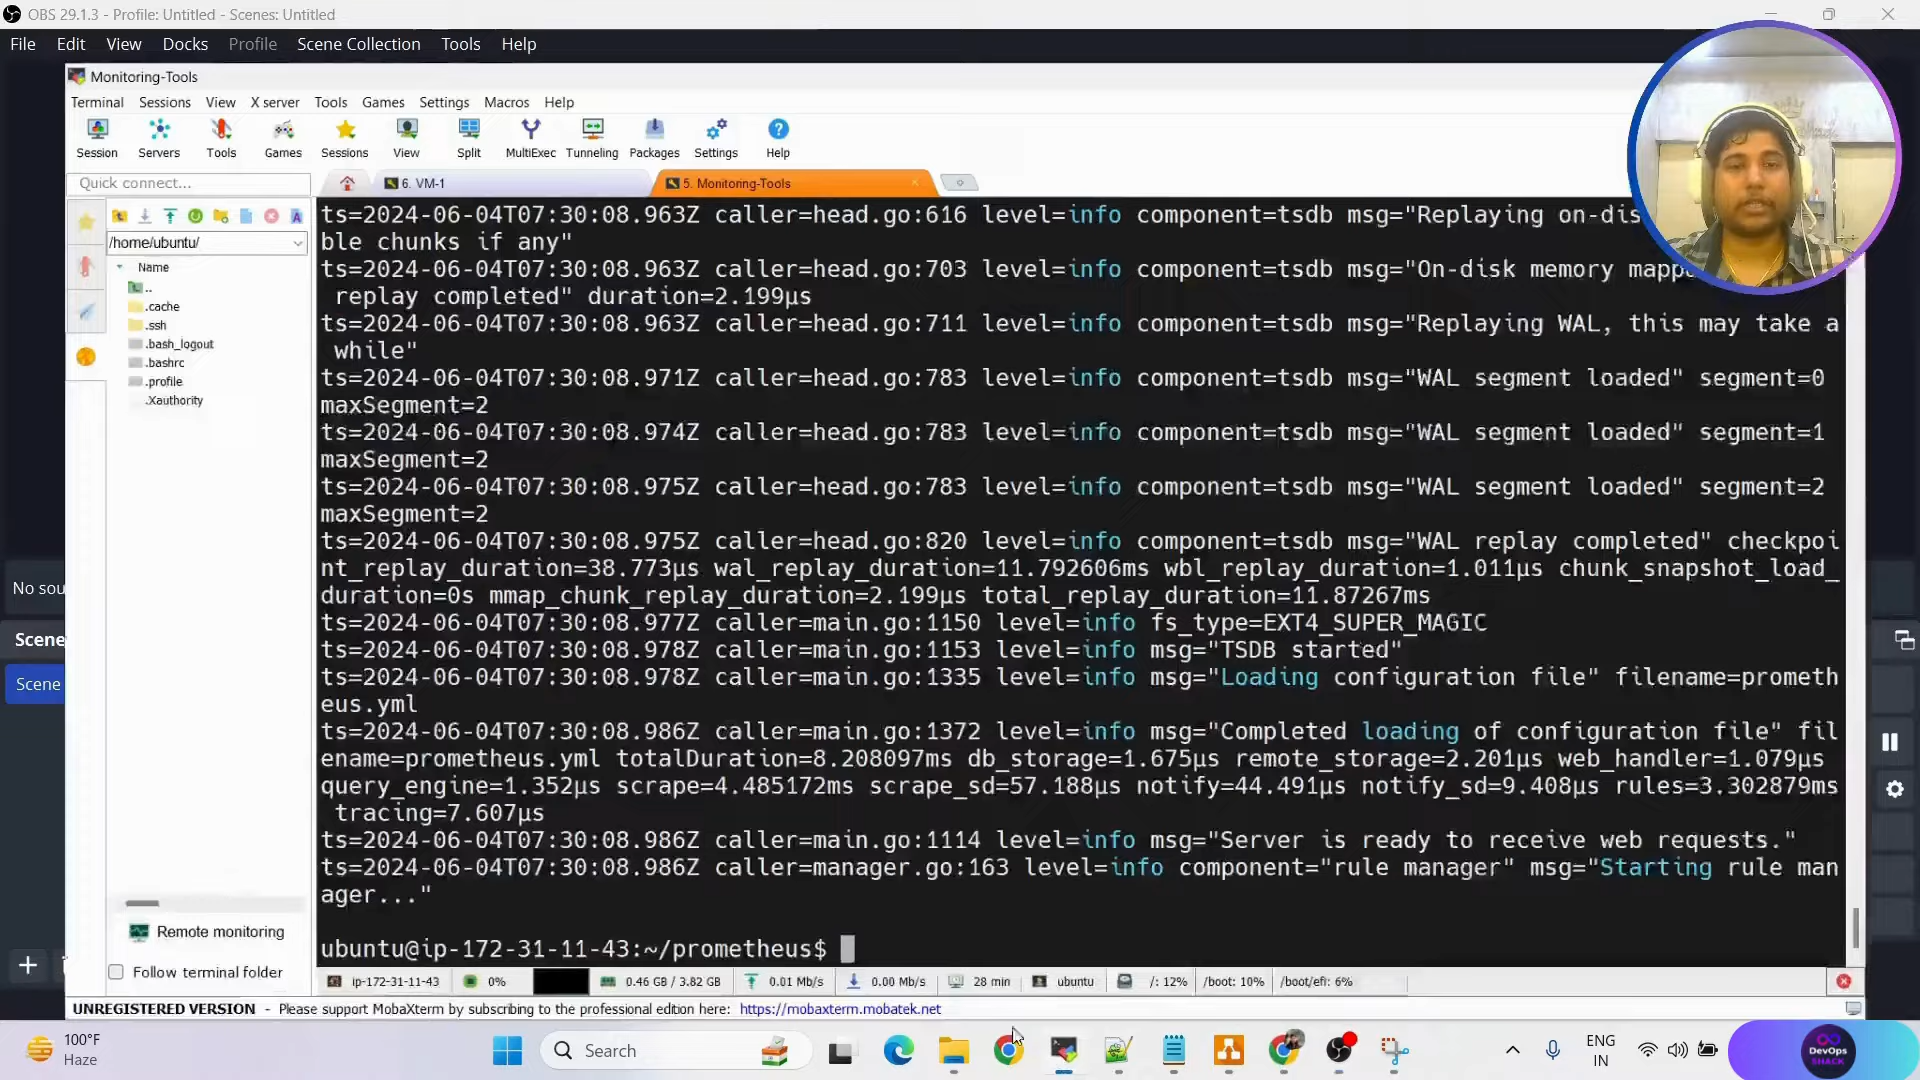 OBS 29.1.3 - Profile: Untitled - Scenes: Untitled
File Edit View Docks Profile Scene Collection Tools Help
Monitoring-Tools
Terminal Sessions View X server Tools Games Settings Macros Help
Session Servers Tools Games Sessions View Split MultiExec Tunneling Packages Settings Help
Quick connect...
6. VM-1
5. Monitoring-Tools
/home/ubuntu/
Name
..
.cache
.ssh
.bash_logout
.bashrc
.profile
.Xauthority
ts=2024-06-04T07:30:08.963Z caller=head.go:616 level=info component=tsdb msg="Replaying on-dis
ble chunks if any"
ts=2024-06-04T07:30:08.963Z caller=head.go:703 level=info component=tsdb msg="On-disk memory mapp
replay completed" duration=2.199µs
ts=2024-06-04T07:30:08.963Z caller=head.go:711 level=info component=tsdb msg="Replaying WAL, this may take a
while"
ts=2024-06-04T07:30:08.971Z caller=head.go:783 level=info component=tsdb msg="WAL segment loaded" segment=0
maxSegment=2
ts=2024-06-04T07:30:08.974Z caller=head.go:783 level=info component=tsdb msg="WAL segment loaded" segment=1
maxSegment=2
ts=2024-06-04T07:30:08.975Z caller=head.go:783 level=info component=tsdb msg="WAL segment loaded" segment=2
maxSegment=2
ts=2024-06-04T07:30:08.975Z caller=head.go:820 level=info component=tsdb msg="WAL replay completed" checkpoi
nt_replay_duration=38.773µs wal_replay_duration=11.792606ms wbl_replay_duration=1.011µs chunk_snapshot_load_
duration=0s mmap_chunk_replay_duration=2.199µs total_replay_duration=11.87267ms
ts=2024-06-04T07:30:08.977Z caller=main.go:1150 level=info fs_type=EXT4_SUPER_MAGIC
ts=2024-06-04T07:30:08.978Z caller=main.go:1153 level=info msg="TSDB started"
ts=2024-06-04T07:30:08.978Z caller=main.go:1335 level=info msg="Loading configuration file" filename=prometh
eus.yml
ts=2024-06-04T07:30:08.986Z caller=main.go:1372 level=info msg="Completed loading of configuration file" fil
ename=prometheus.yml totalDuration=8.208097ms db_storage=1.675µs remote_storage=2.201µs web_handler=1.079µs
query_engine=1.352µs scrape=4.485172ms scrape_sd=57.188µs notify=44.491µs notify_sd=9.408µs rules=3.302879ms
tracing=7.607µs
ts=2024-06-04T07:30:08.986Z caller=main.go:1114 level=info msg="Server is ready to receive web requests."
ts=2024-06-04T07:30:08.986Z caller=manager.go:163 level=info component="rule manager" msg="Starting rule man
ager..."
ubuntu@ip-172-31-11-43:~/prometheus$
No sou
Scene
Scene
Remote monitoring
Follow terminal folder
ip-172-31-11-43 0% 0.46 GB / 3.82 GB 0.01 Mb/s 0.00 Mb/s 28 min ubuntu /: 12% /boot: 10% /boot/efi: 6%
UNREGISTERED VERSION - Please support MobaXterm by subscribing to the professional edition here: https://mobaxterm.mobatek.net
100°F
Haze
Search
ENG
IN
DevOps
SHACK